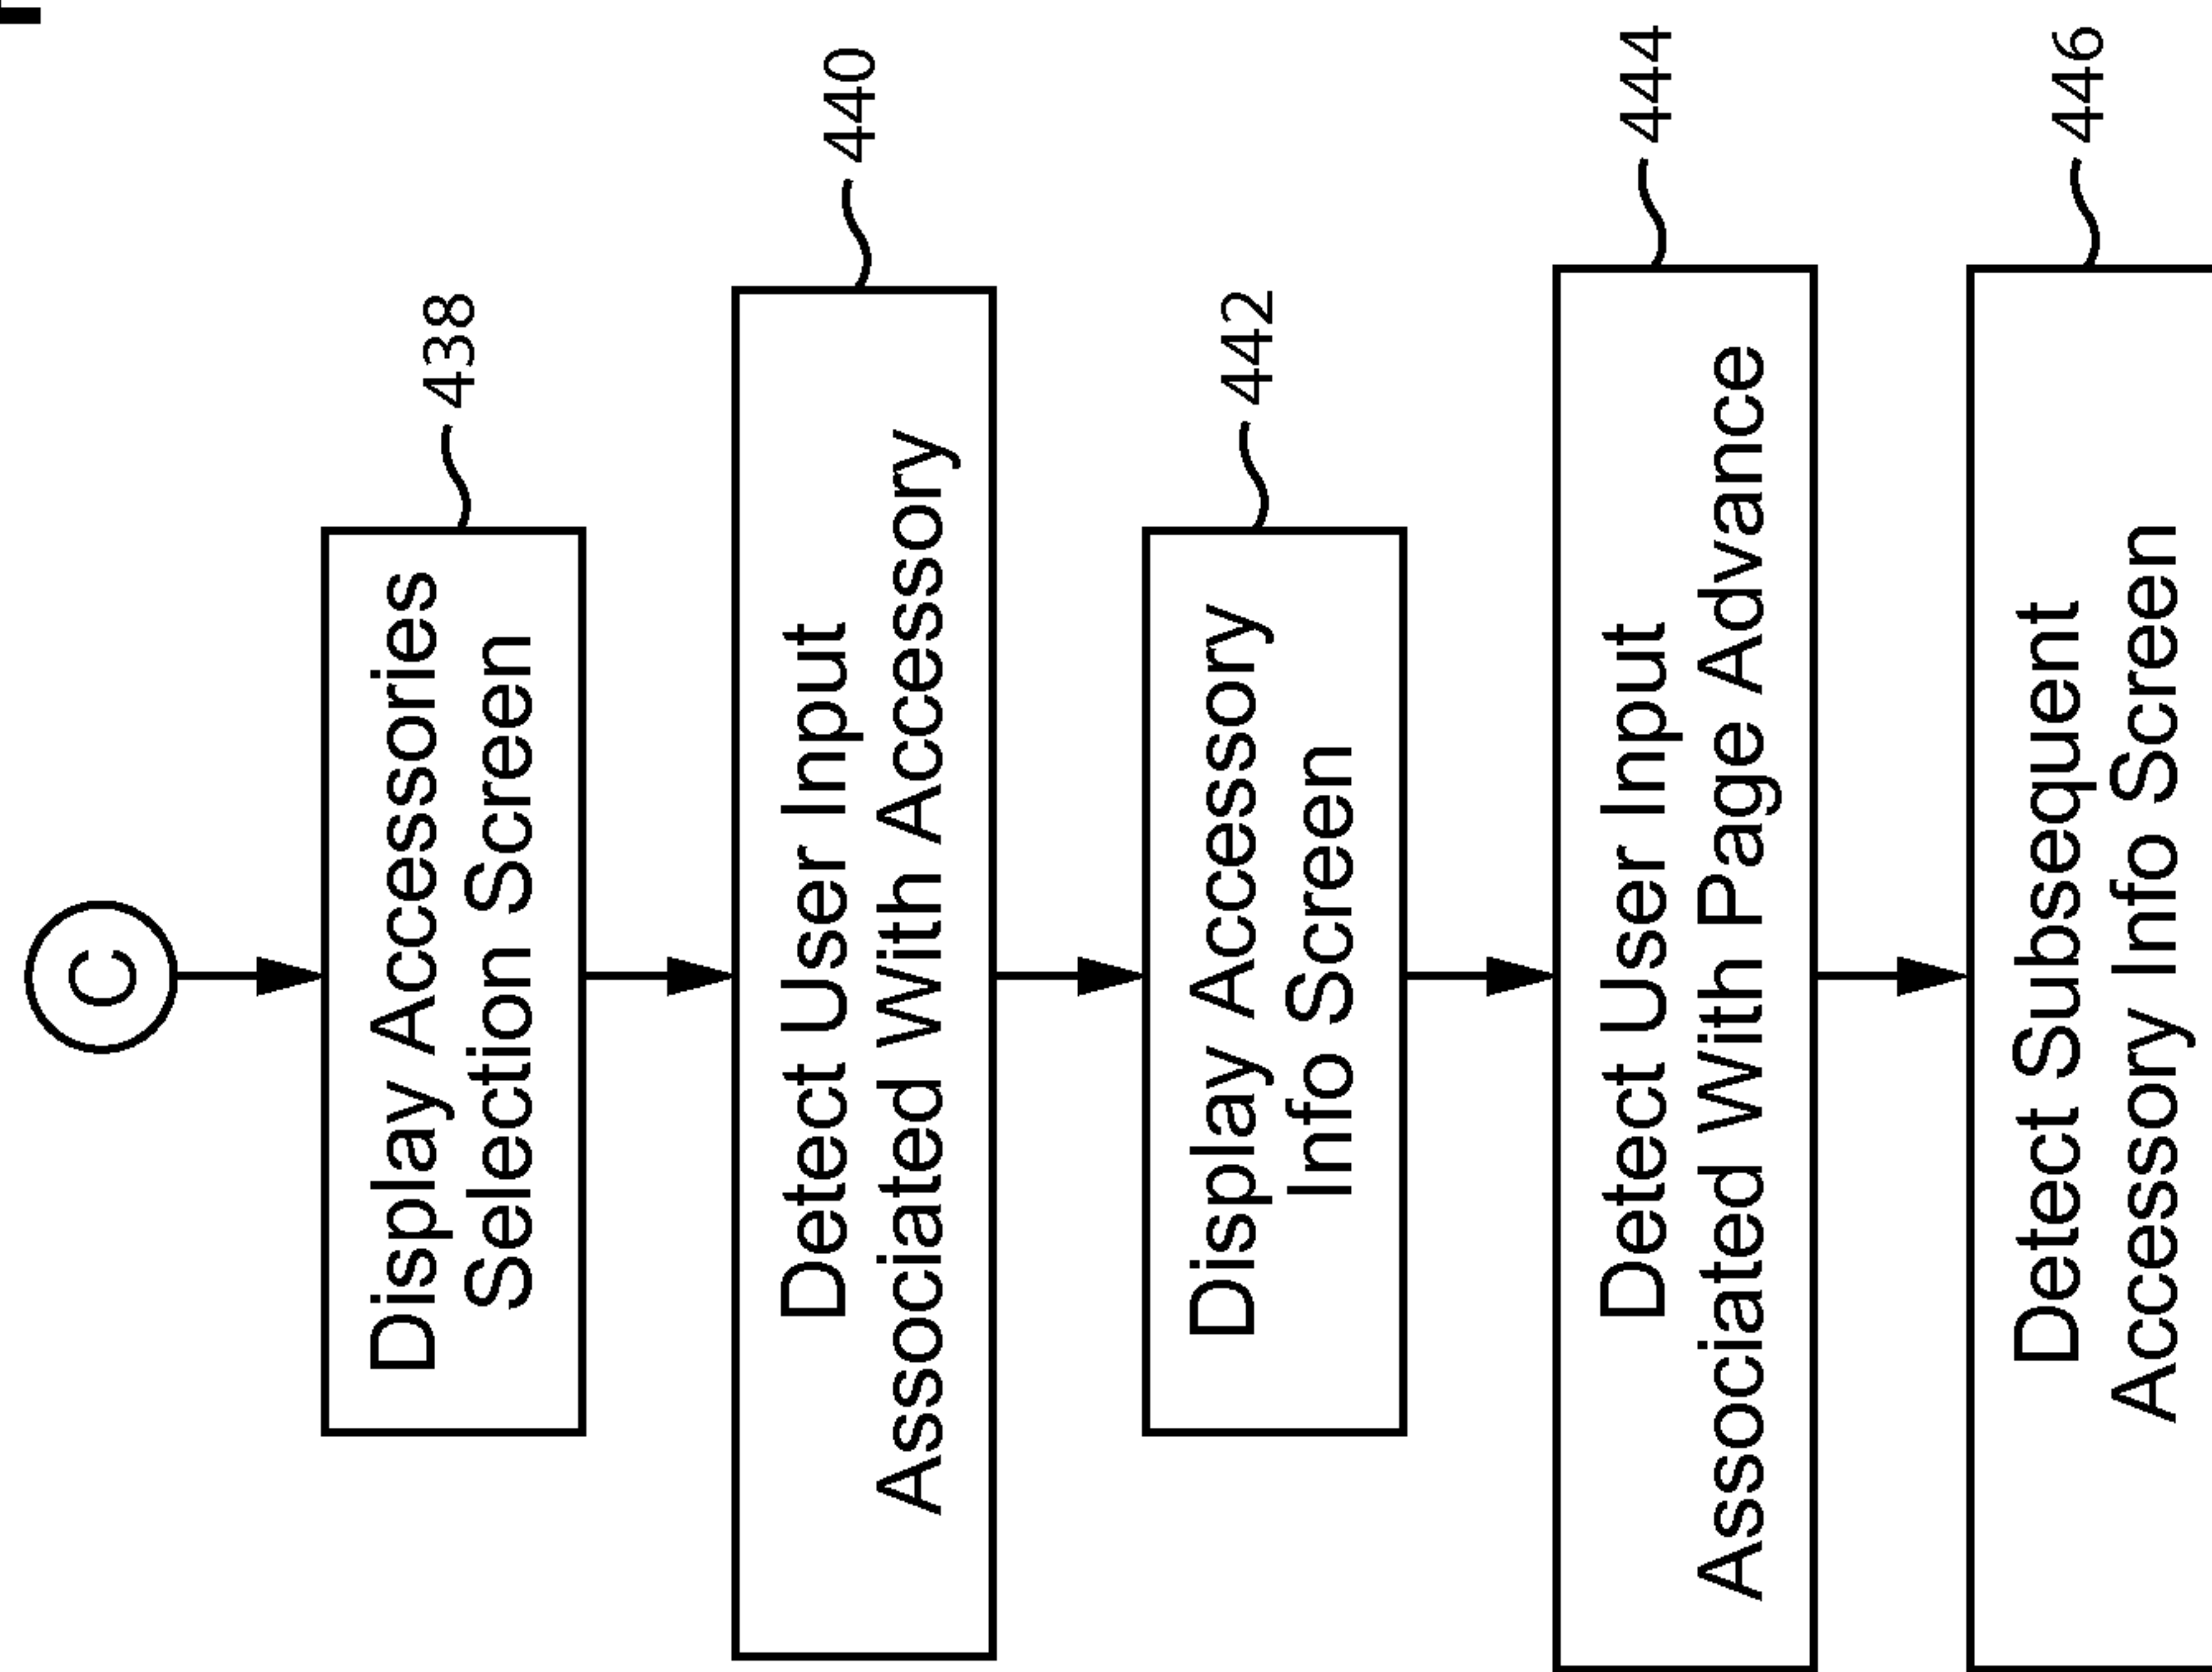 C
Display Accessories
Selection Screen
438
Detect User Input
Associated With Accessory
440
Display Accessory
Info Screen
442
Detect User Input
Associated With Page Advance
444
Detect Subsequent
Accessory Info Screen
446